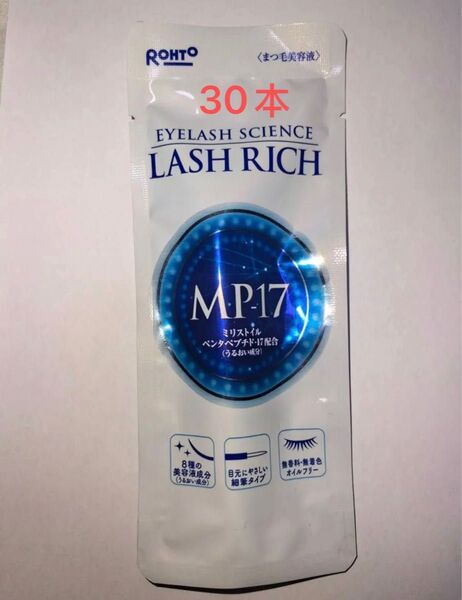 ROHTO
〈まつ毛美容液〉
30本
EYELASH SCIENCE
LASH RICH
MP-17
ミリストイル
ペンタペプチド-17配合
(うるおい成分)
8種の
美容液成分
(うるおい成分)
目元にやさしい
細筆タイプ
無香料・無着色
オイルフリー